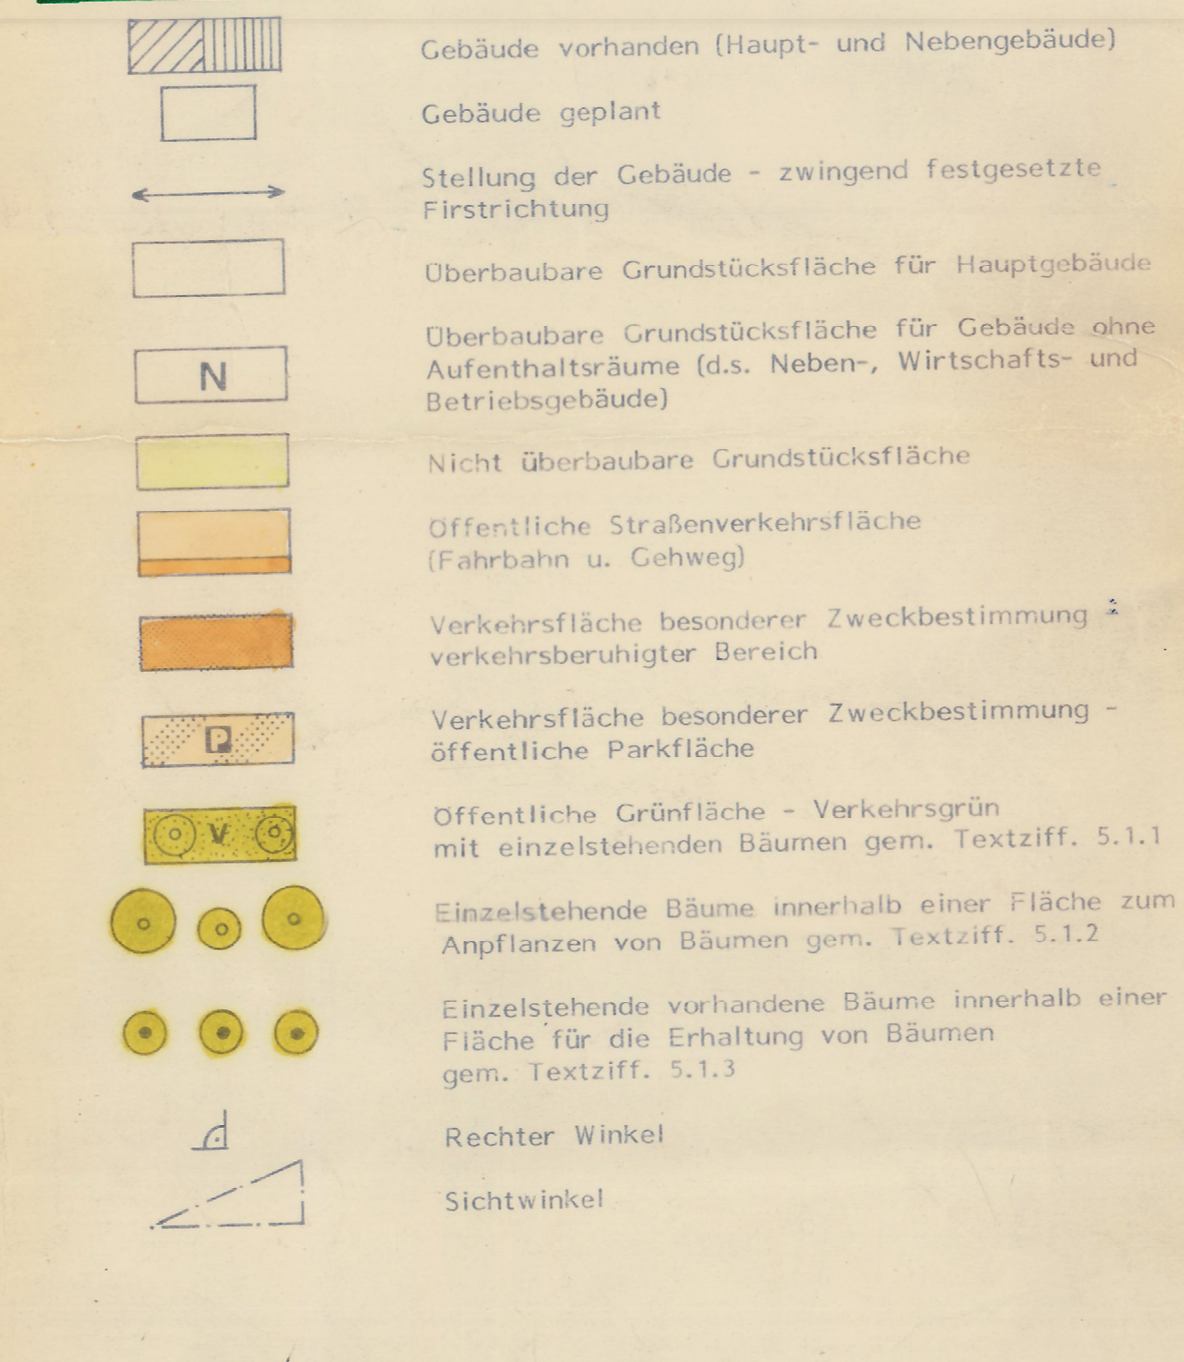 Gebäude vorhanden (Haupt- und Nebengebäude)
Gebäude geplant
Stellung der Gebäude - zwingend festgesetzte
Firstrichtung
Überbaubare Grundstücksfläche für Hauptgebäude
Überbaubare Grundstücksfläche für Gebäude ohne
N Aufenthaltsräume (d.s. Neben-, Wirtschafts- und
Betriebsgebäude)
Nicht überbaubare Grundstücksfläche
Öffentliche Straßenverkehrsfläche
(Fahrbahn u. Gehweg)
Verkehrsfläche besonderer Zweckbestimmung :
verkehrsberuhigter Bereich
Verkehrsfläche besonderer Zweckbestimmung -
P öffentliche Parkfläche
Öffentliche Grünfläche - Verkehrsgrün
V mit einzelstehenden Bäumen gem. Textziff. 5.1.1
Einzelstehende Bäume innerhalb einer Fläche zum
Anpflanzen von Bäumen gem. Textziff. 5.1.2
Einzelstehende vorhandene Bäume innerhalb einer
Fläche für die Erhaltung von Bäumen
gem. Textziff. 5.1.3
Rechter Winkel
Sichtwinkel